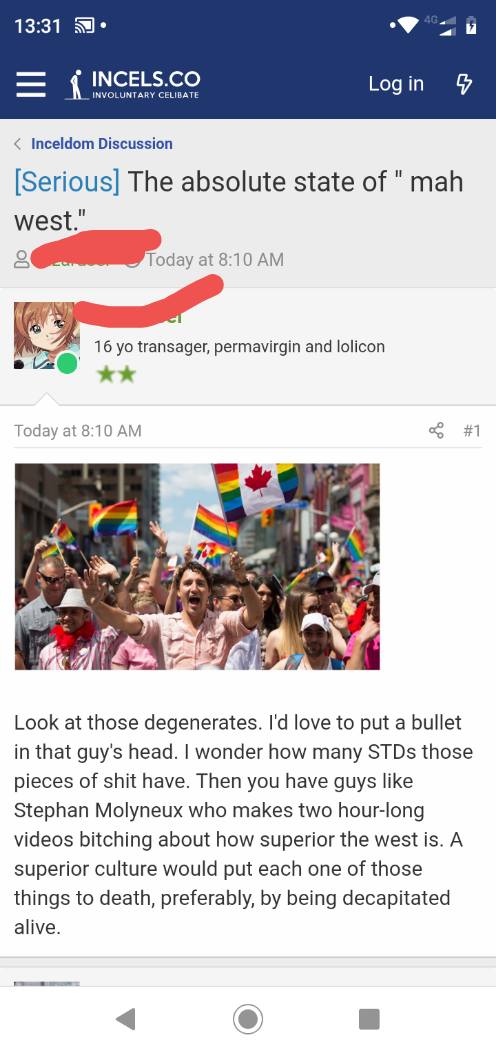 13:31
4G
INCELS.CO
INVOLUNTARY CELIBATE
Log in
Inceldom Discussion
[Serious] The absolute state of " mah
west."
Today at 8:10 AM
16 yo transager, permavirgin and lolicon
Today at 8:10 AM
#1
Look at those degenerates. I'd love to put a bullet
in that guy's head. I wonder how many STDs those
pieces of shit have. Then you have guys like
Stephan Molyneux who makes two hour-long
videos bitching about how superior the west is. A
superior culture would put each one of those
things to death, preferably, by being decapitated
alive.